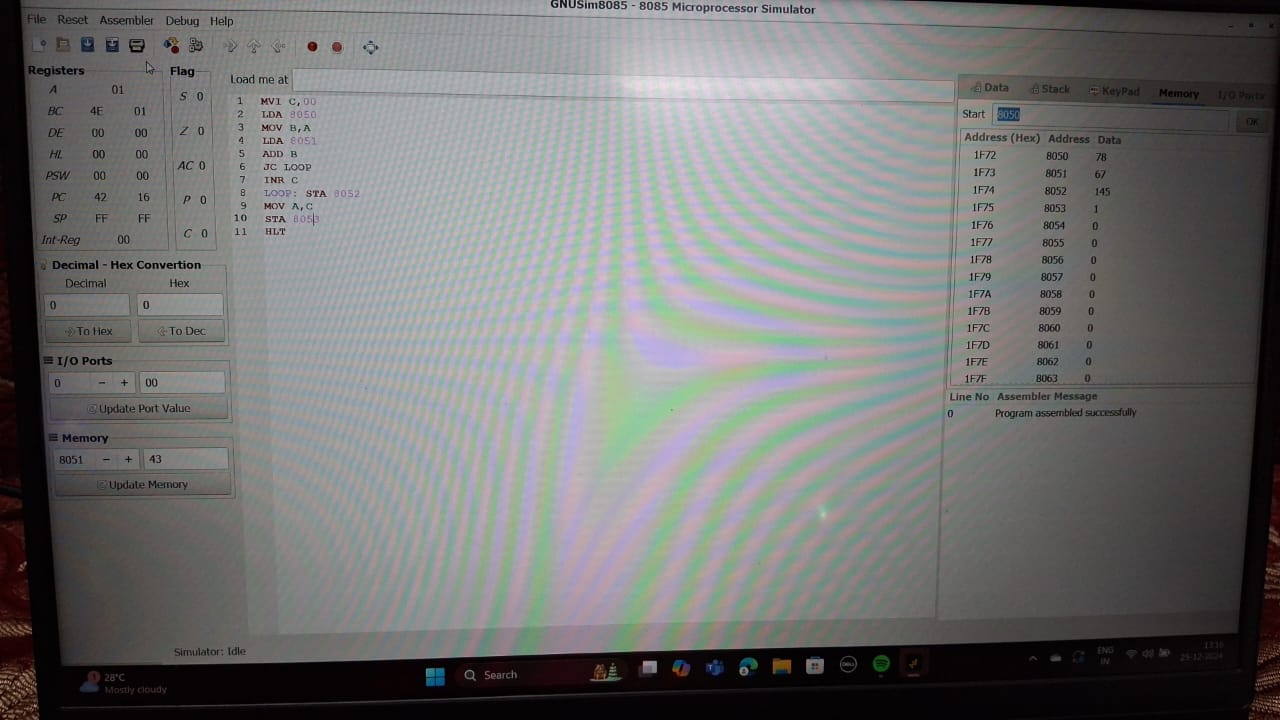 GNUSim8085 - 8085 Microprocessor Simulator
File Reset Assembler Debug Help
Registers
A 01
BC 4E 01
DE 00 00
HL 00 00
PSW 00 00
PC 42 16
SP FF FF
Int-Reg 00
Flag
S 0
Z 0
AC 0
P 0
C 0
Decimal - Hex Convertion
Decimal Hex
0 0
To Hex To Dec
I/O Ports
0 - + 00
Update Port Value
Memory
8051 - + 43
Update Memory
Load me at
1 MVI C,00
2 LDA 8050
3 MOV B,A
4 LDA 8051
5 ADD B
6 JC LOOP
7 INR C
8 LOOP: STA 8052
9 MOV A,C
10 STA 8053
11 HLT
Data Stack KeyPad Memory I/O Ports
Start 8050 OK
Address (Hex) Address Data
1F72 8050 78
1F73 8051 67
1F74 8052 145
1F75 8053 1
1F76 8054 0
1F77 8055 0
1F78 8056 0
1F79 8057 0
1F7A 8058 0
1F7B 8059 0
1F7C 8060 0
1F7D 8061 0
1F7E 8062 0
1F7F 8063 0
Line No Assembler Message
0 Program assembled successfully
Simulator: Idle
1
28°C
Mostly cloudy
Search
DELL
ENG
IN
13:16
25-12-2024